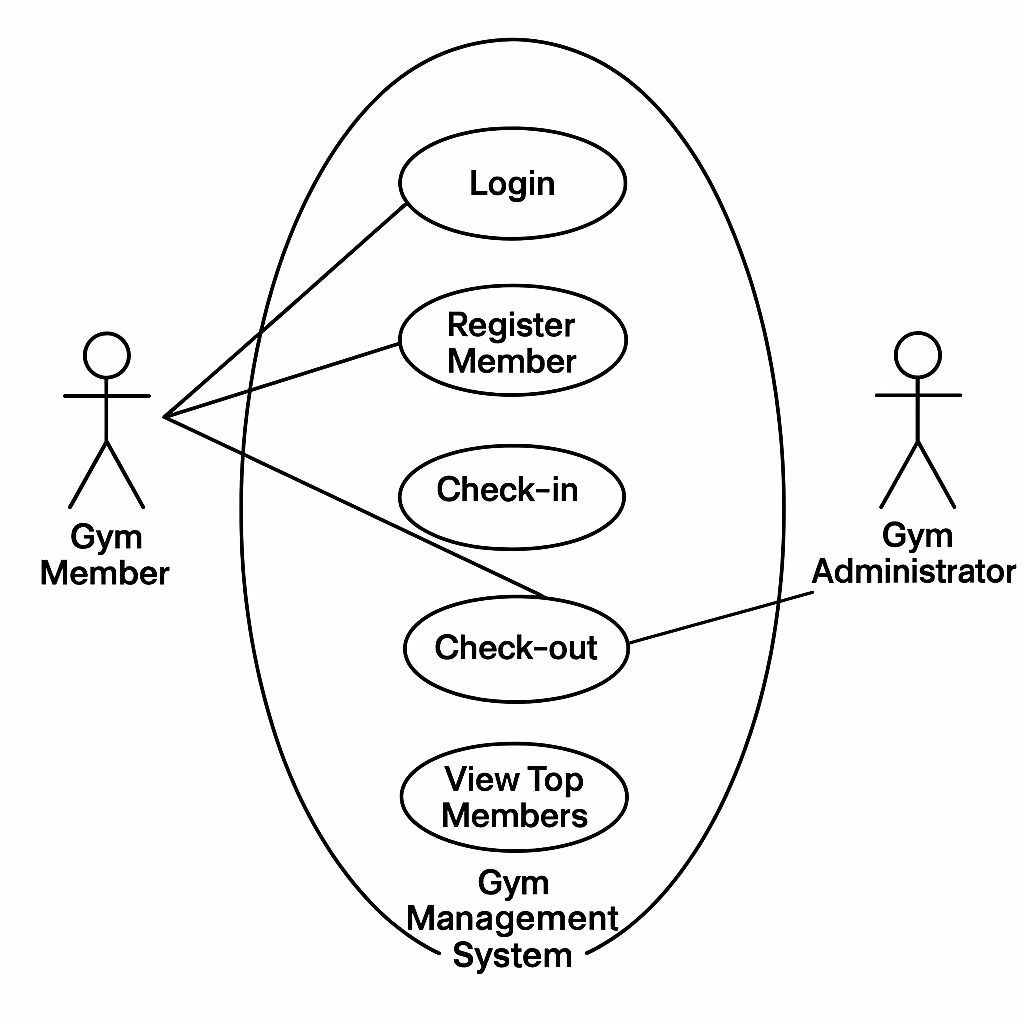 Login
Register
Member
Check-in
Check-out
View Top
Members
Gym
Management
System
Gym
Member
Gym
Administrator